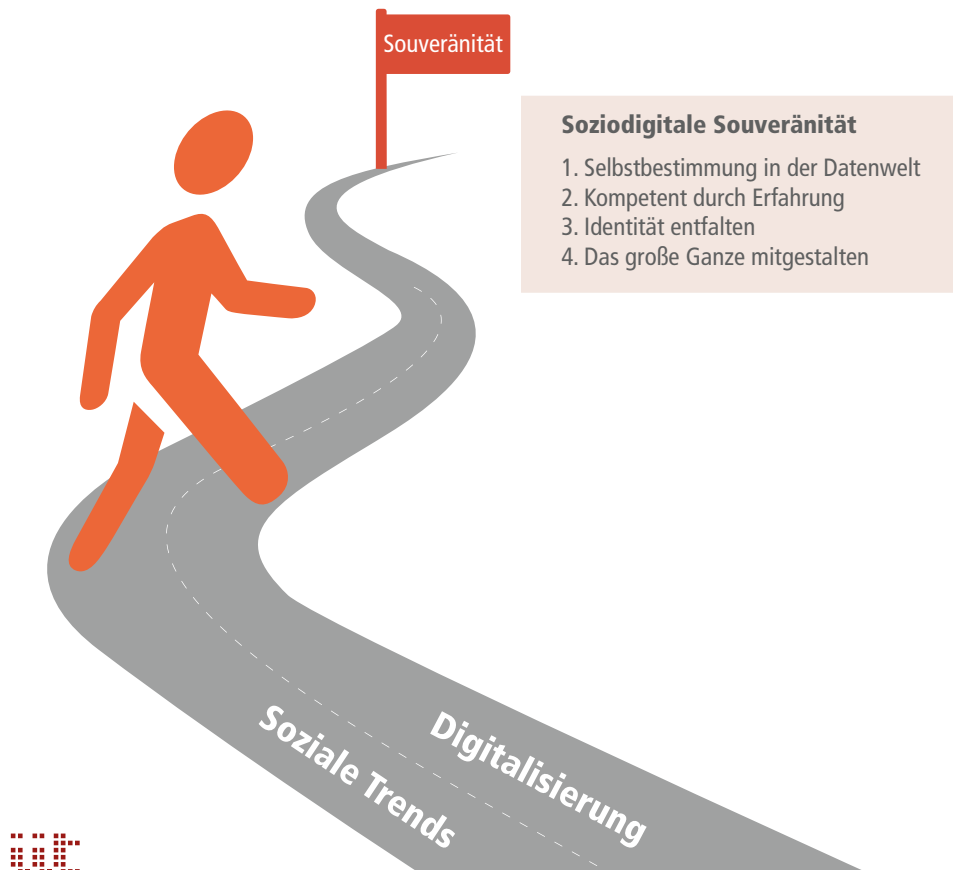 Souveränität
Soziodigitale Souveränität
1. Selbstbestimmung in der Datenwelt
2. Kompetent durch Erfahrung
3. Identität entfalten
4. Das große Ganze mitgestalten
Digitalisierung
Soziale Trends